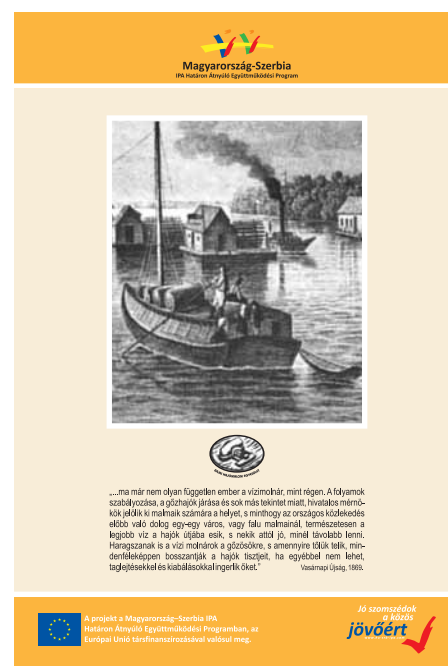 Magyarország-Szerbia
IPA Határon Átnyúló Együttműködési Program
„...ma már nem olyan független ember a vízimolnár, mint régen. A folyamok
szabályozása, a gőzhajók járása és sok más tekintet miatt, hivatalos mérnö-
kök jelölik ki malmaik számára a helyet, s minthogy az országos közlekedés
előbb való dolog egy-egy város, vagy falu malmainál, természetesen a
legjobb víz a hajók útjába esik, s nekik attól jó, minél távolabb lenni.
Haragszanak is a vízi molnárok a gőzösökre, s amennyire tőlük telik, min-
denféleképpen bosszantják a hajók tisztjeit, ha egyébbel nem lehet,
taglejtésekkel és kiabálásokkal ingerlik őket.” Vasárnapi Újság, 1869.
A projekt a Magyarország–Szerbia IPA
Határon Átnyúló Együttműködési Programban, az
Európai Unió társfinanszírozásával valósul meg.
Jó szomszédok
a közös
jövőért